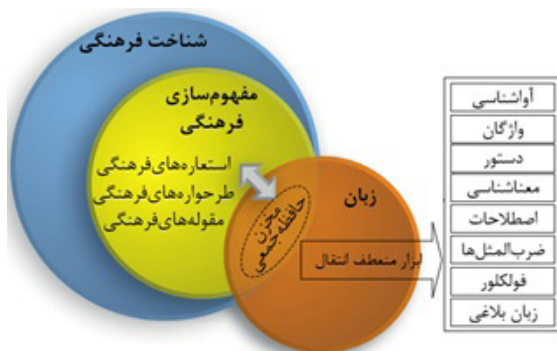 شناخت فرهنگی
مفهوم‌سازی
فرهنگی
استعاره‌های‌فرهنگی
طرحواره‌های‌فرهنگی
مقوله‌های‌فرهنگی
زبان
مخزن
حافظه‌جمعی
ابزار منعطف انتقال
آواشناسی
واژگان
دستور
معناشناسی
اصطلاحات
ضرب‌المثل‌ها
فولکلور
زبان بلاغی